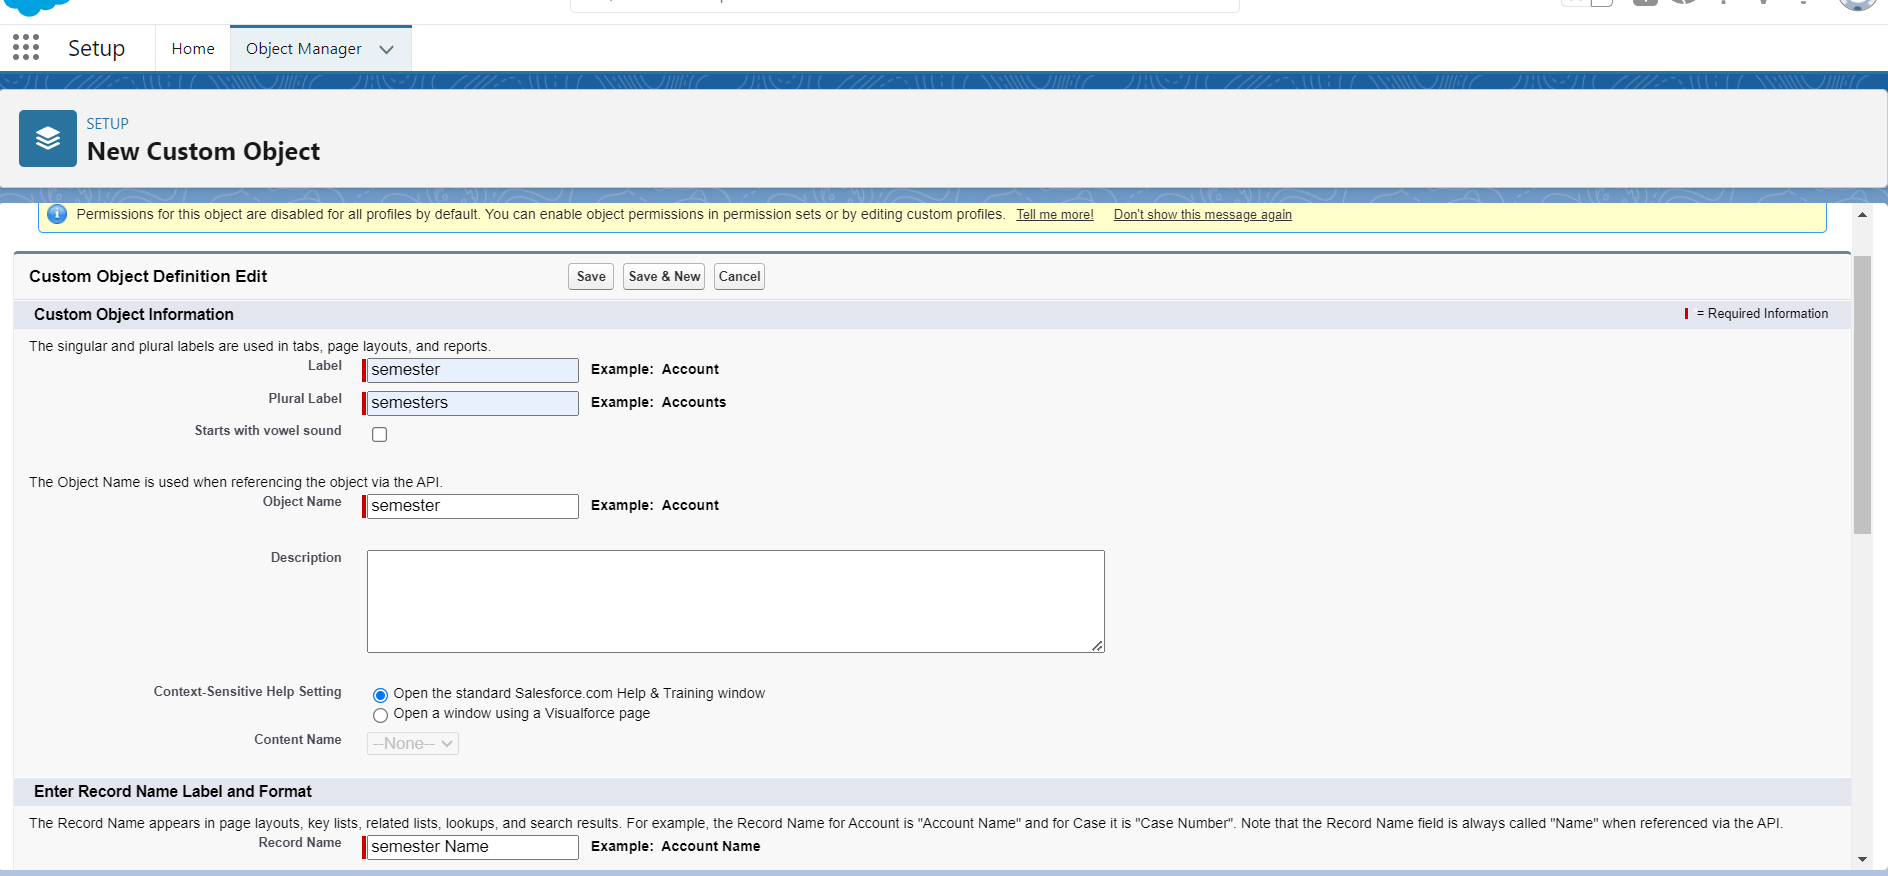 Setup
Home
Object Manager
SETUP
New Custom Object
Permissions for this object are disabled for all profiles by default. You can enable object permissions in permission sets or by editing custom profiles. Tell me more! Don't show this message again
Custom Object Definition Edit
Save
Save & New
Cancel
Custom Object Information
= Required Information
The singular and plural labels are used in tabs, page layouts, and reports.
Label semester Example: Account
Plural Label semesters Example: Accounts
Starts with vowel sound
The Object Name is used when referencing the object via the API.
Object Name semester Example: Account
Description
Context-Sensitive Help Setting Open the standard Salesforce.com Help & Training window
Open a window using a Visualforce page
Content Name --None--
Enter Record Name Label and Format
The Record Name appears in page layouts, key lists, related lists, lookups, and search results. For example, the Record Name for Account is "Account Name" and for Case it is "Case Number". Note that the Record Name field is always called "Name" when referenced via the API.
Record Name semester Name Example: Account Name